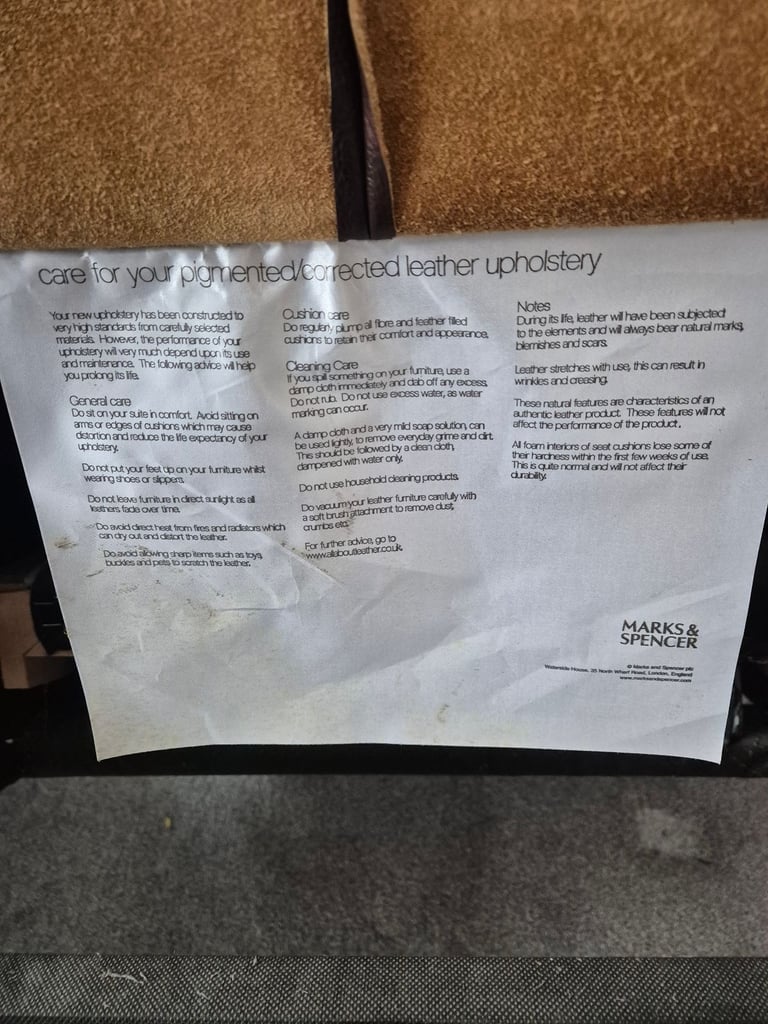 care for your pigmented/corrected leather upholstery
Your new upholstery has been constructed to
very high standards from carefully selected
materials. However, the performance of your
upholstery will very much depend upon its use
and maintenance. The following advice will help
you prolong its life.
General care
Do sit on your suite in comfort. Avoid sitting on
arms or edges of cushions which may cause
distortion and reduce the life expectancy of your
upholstery.
Do not put your feet up on your furniture whilst
wearing shoes or slippers.
Do not leave furniture in direct sunlight as all
leathers fade over time.
Do avoid direct heat from fires and radiators which
can dry out and distort the leather.
Do avoid allowing sharp items such as toys,
buckles and pets to scratch the leather.
Cushion care
Do regularly plump all fibre and feather filled
cushions to retain their comfort and appearance.
Cleaning Care
If you spill something on your furniture, use a
damp cloth immediately and dab off any excess.
Do not rub. Do not use excess water, as water
marking can occur.
A damp cloth and a very mild soap solution, can
be used lightly, to remove everyday grime and dirt.
This should be followed by a clean cloth,
dampened with water only.
Do not use household cleaning products.
Do vacuum your leather furniture carefully with
a soft brush attachment to remove dust,
crumbs etc.
For further advice, go to
www.allaboutleather.co.uk.
Notes
During its life, leather will have been subjected
to the elements and will always bear natural marks,
blemishes and scars.
Leather stretches with use, this can result in
wrinkles and creasing.
These natural features are characteristics of an
authentic leather product. These features will not
affect the performance of the product.
All foam interiors of seat cushions lose some of
their hardness within the first few weeks of use.
This is quite normal and will not affect their
durability.
MARKS &
SPENCER
© Marks and Spencer plc
Waterside House, 35 North Wharf Road, London, England
www.marksandspencer.com